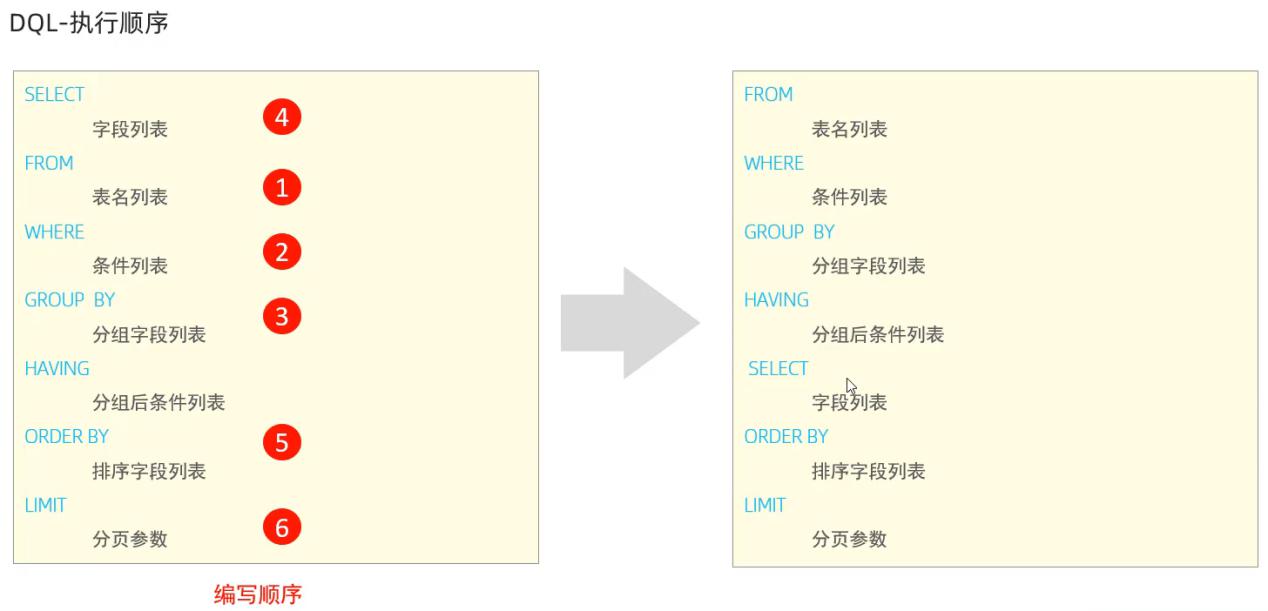 DQL-执行顺序
SELECT
4
字段列表
FROM
1
表名列表
WHERE
2
条件列表
GROUP BY
3
分组字段列表
HAVING
分组后条件列表
ORDER BY
5
排序字段列表
LIMIT
6
分页参数
编写顺序
FROM
表名列表
WHERE
条件列表
GROUP BY
分组字段列表
HAVING
分组后条件列表
SELECT
字段列表
ORDER BY
排序字段列表
LIMIT
分页参数